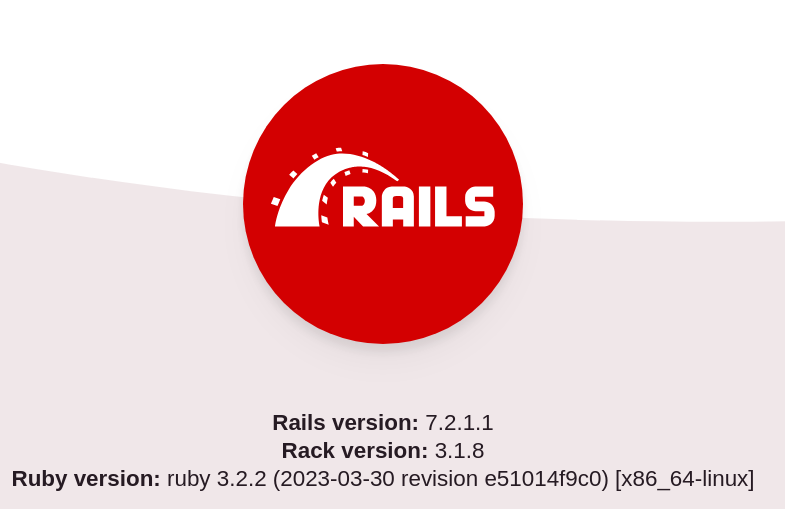 RAILS
Rails version: 7.2.1.1
Rack version: 3.1.8
Ruby version: ruby 3.2.2 (2023-03-30 revision e51014f9c0) [x86_64-linux]